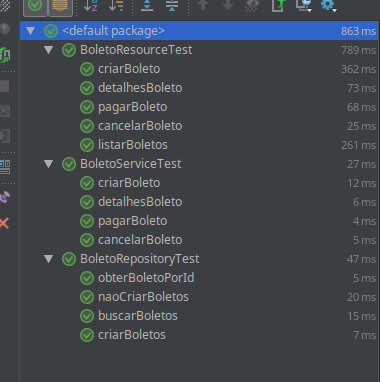 <default package> 863 ms
BoletoResourceTest 789 ms
criarBoleto 362 ms
detalhesBoleto 73 ms
pagarBoleto 68 ms
cancelarBoleto 25 ms
listarBoletos 261 ms
BoletoServiceTest 27 ms
criarBoleto 12 ms
detalhesBoleto 6 ms
pagarBoleto 4 ms
cancelarBoleto 5 ms
BoletoRepositoryTest 47 ms
obterBoletoPorId 5 ms
naoCriarBoletos 20 ms
buscarBoletos 15 ms
criarBoletos 7 ms